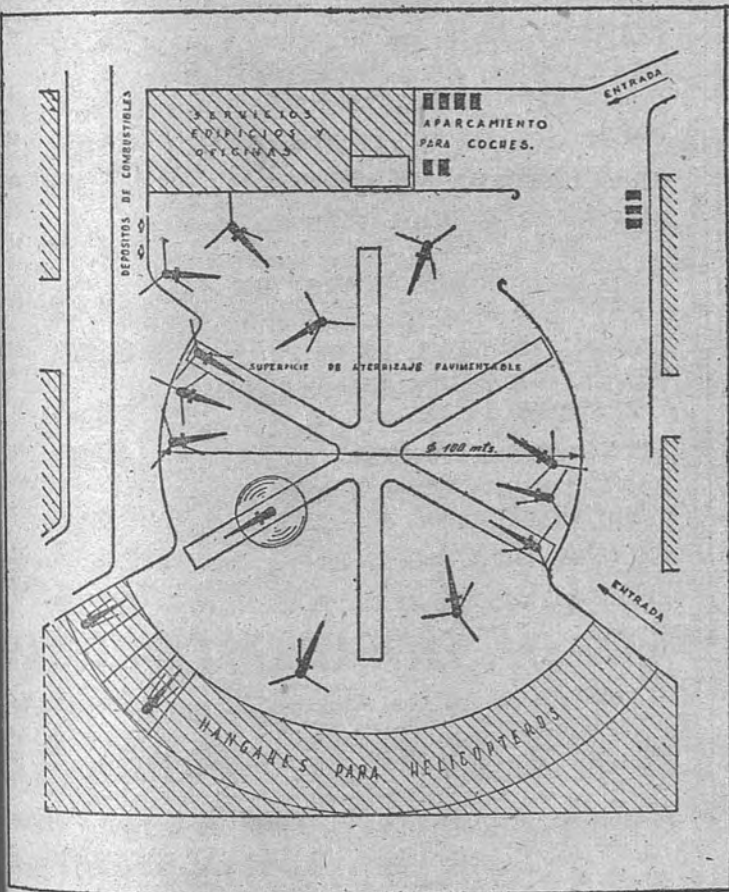 ENTRADA
SERVICIOS
EDIFICIOS Y
OFICINAS
APARCAMIENTO
PARA COCHES.
DEPOSITOS DE COMBUSTIBLES
SUPERFICIE DE ATERRIZAJE PAVIMENTABLE
ø 100 mts.
ENTRADA
HANGARES PARA HELICOPTEROS